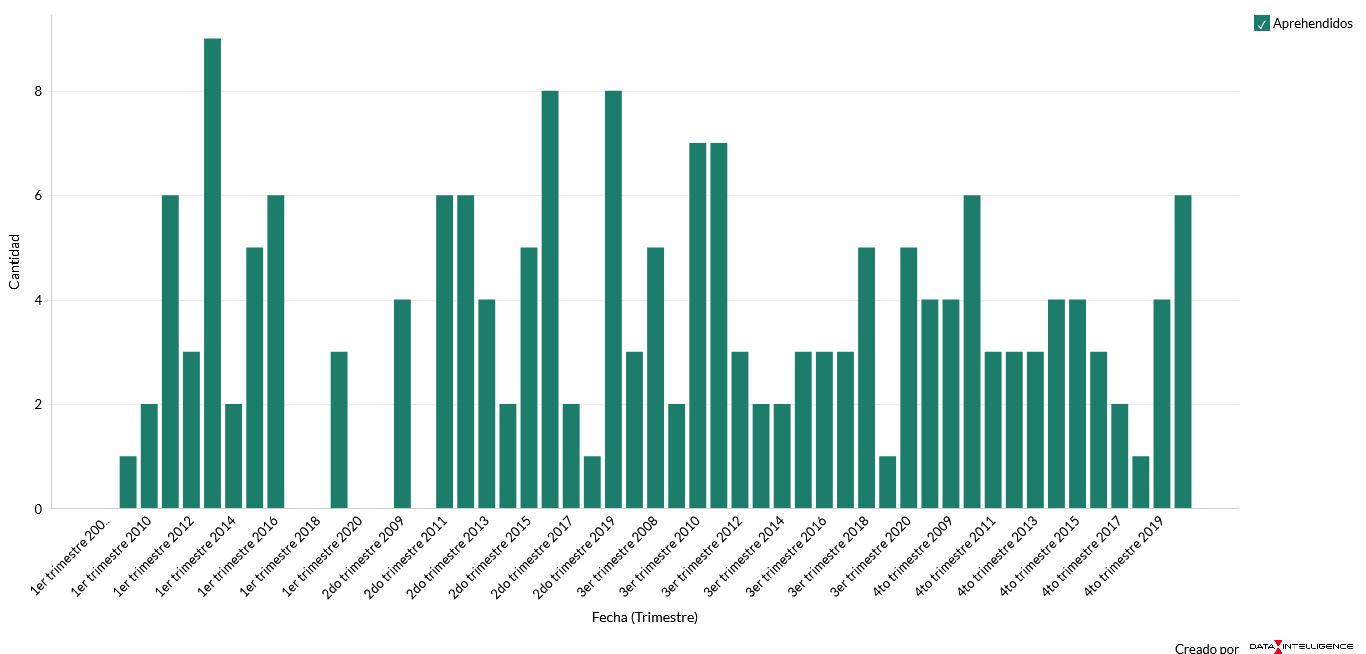 Aprehendidos
Cantidad
8
6
4
2
0
1er trimestre 200..
1er trimestre 2010
1er trimestre 2012
1er trimestre 2014
1er trimestre 2016
1er trimestre 2018
1er trimestre 2020
2do trimestre 2009
2do trimestre 2011
2do trimestre 2013
2do trimestre 2015
2do trimestre 2017
2do trimestre 2019
3er trimestre 2008
3er trimestre 2010
3er trimestre 2012
3er trimestre 2014
3er trimestre 2016
3er trimestre 2018
3er trimestre 2020
4to trimestre 2009
4to trimestre 2011
4to trimestre 2013
4to trimestre 2015
4to trimestre 2017
4to trimestre 2019
Fecha (Trimestre)
Creado por DATA INTELLIGENCE